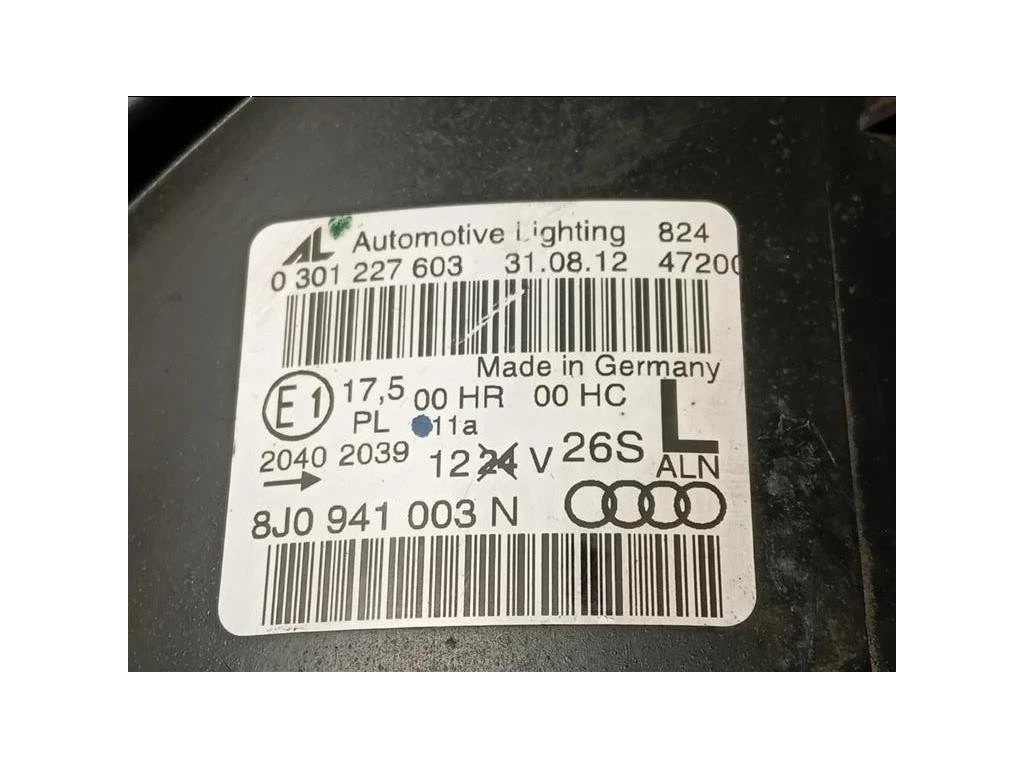 AL Automotive Lighting 824
0 301 227 603 31.08.12 47200
Made in Germany
E1 17,5 00 HR 00 HC L
PL 11a
2040 2039 12 24 V 26S ALN
→
8J0 941 003 N